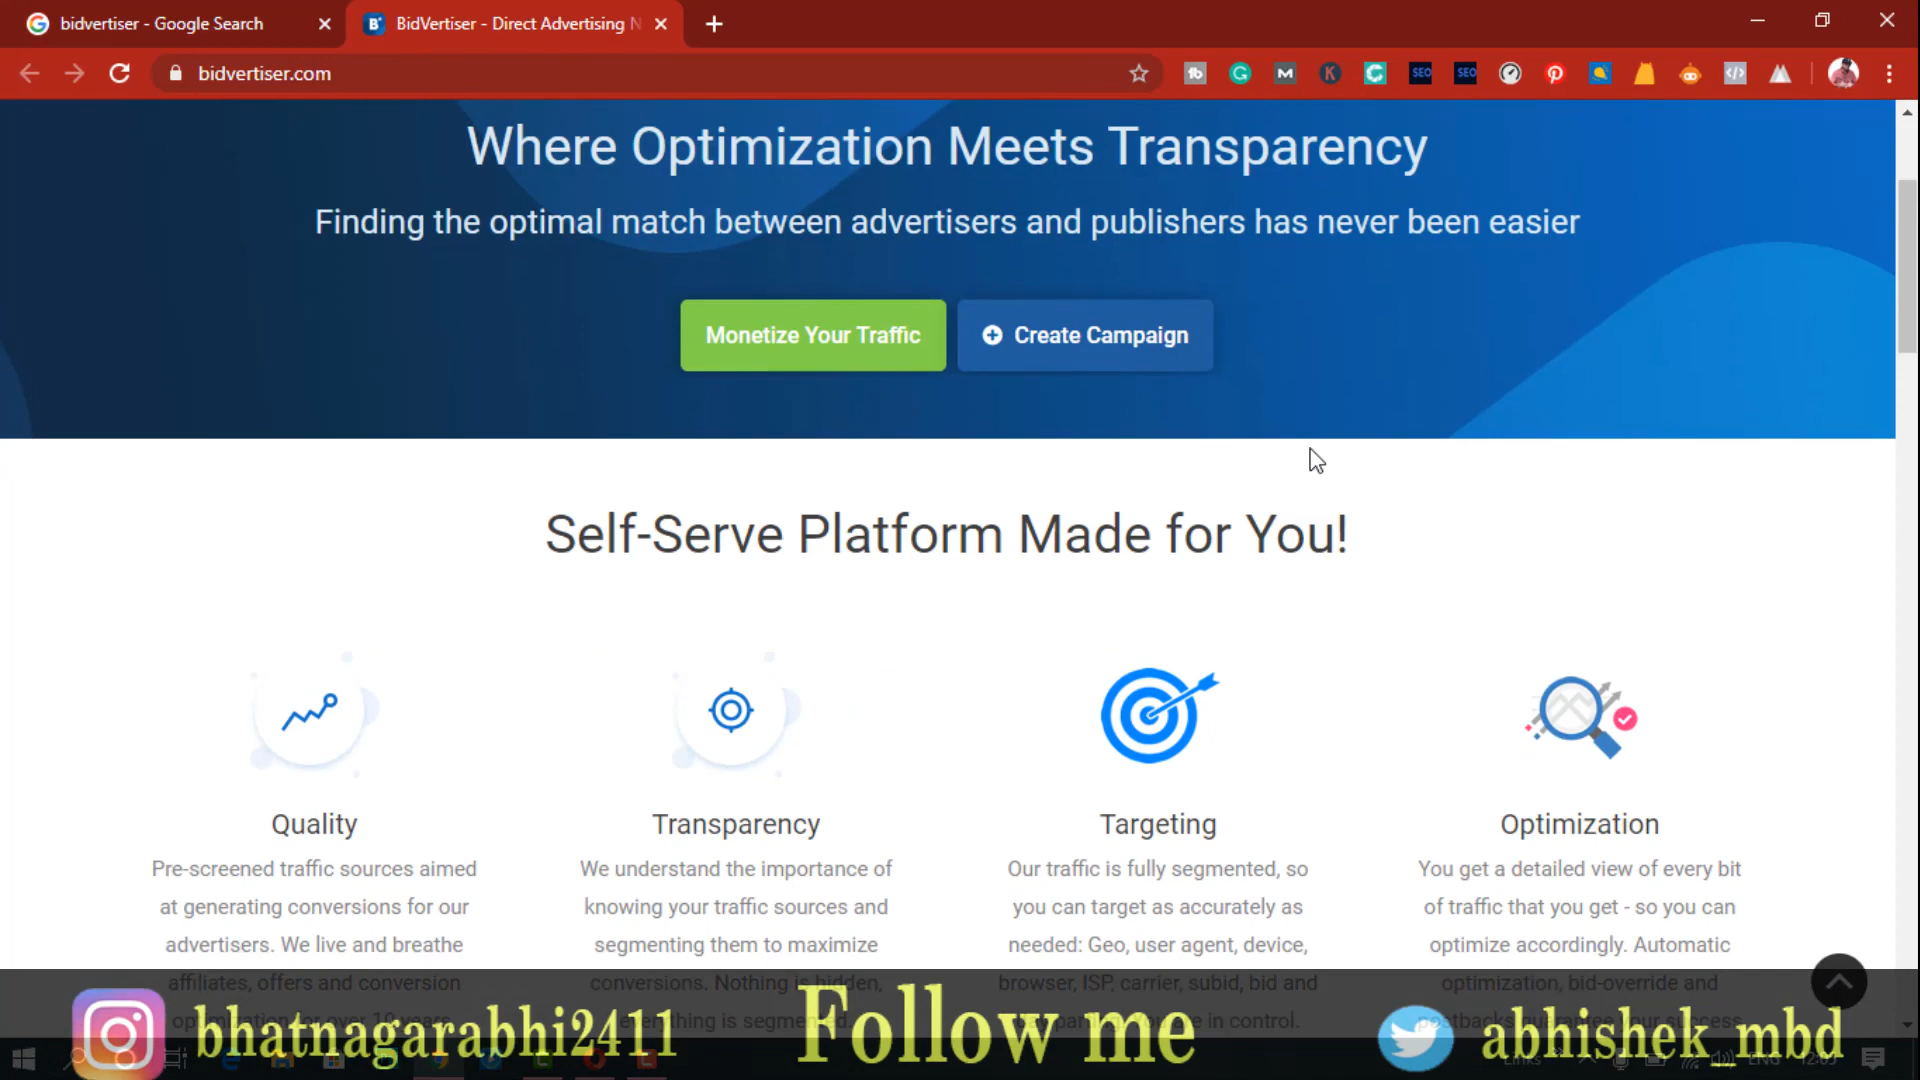 bidvertiser - Google Search
BidVertiser - Direct Advertising N
bidvertiser.com
Where Optimization Meets Transparency
Finding the optimal match between advertisers and publishers has never been easier
Monetize Your Traffic
Create Campaign
Self-Serve Platform Made for You!
Quality
Pre-screened traffic sources aimed
at generating conversions for our
advertisers. We live and breathe
affiliates, offers and conversion
optimization for over 10 years.
Transparency
We understand the importance of
knowing your traffic sources and
segmenting them to maximize
conversions. Nothing is hidden,
everything is segmented.
Targeting
Our traffic is fully segmented, so
you can target as accurately as
needed: Geo, user agent, device,
browser, ISP, carrier, subid, bid and
You are in control.
Optimization
You get a detailed view of every bit
of traffic that you get - so you can
optimize accordingly. Automatic
optimization, bid-override and
postbacks guarantee your success
bhatnagarabhi2411
Follow me
abhishek_mbd
Links
ENG